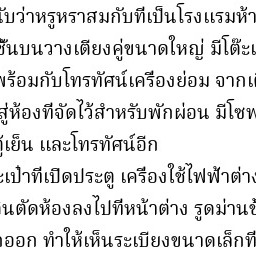 นับว่าหรูหราสมกับที่เป็นโรงแรมห้า
ชั้นบนวางเตียงคู่ขนาดใหญ่ มีโต๊ะ
พร้อมกับโทรทัศน์เครื่องย่อม จาก
สู่ห้องที่จัดไว้สำหรับพักผ่อน มีโซฟ
ตู้เย็น และโทรทัศน์อีก
ะเป๋าที่เปิดประตู เครื่องใช้ไฟฟ้าต่าง
นตัดห้องลงไปที่หน้าต่าง รูดม่าน
ออก ทำให้เห็นระเบียงขนาดเล็กที่